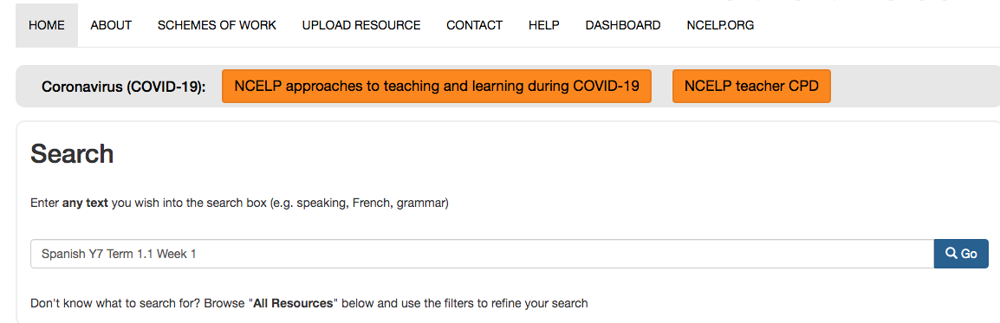 HOME ABOUT SCHEMES OF WORK UPLOAD RESOURCE CONTACT HELP DASHBOARD NCELP.ORG
Coronavirus (COVID-19): NCELP approaches to teaching and learning during COVID-19 NCELP teacher CPD
Search
Enter any text you wish into the search box (e.g. speaking, French, grammar)
Spanish Y7 Term 1.1 Week 1 Go
Don't know what to search for? Browse "All Resources" below and use the filters to refine your search